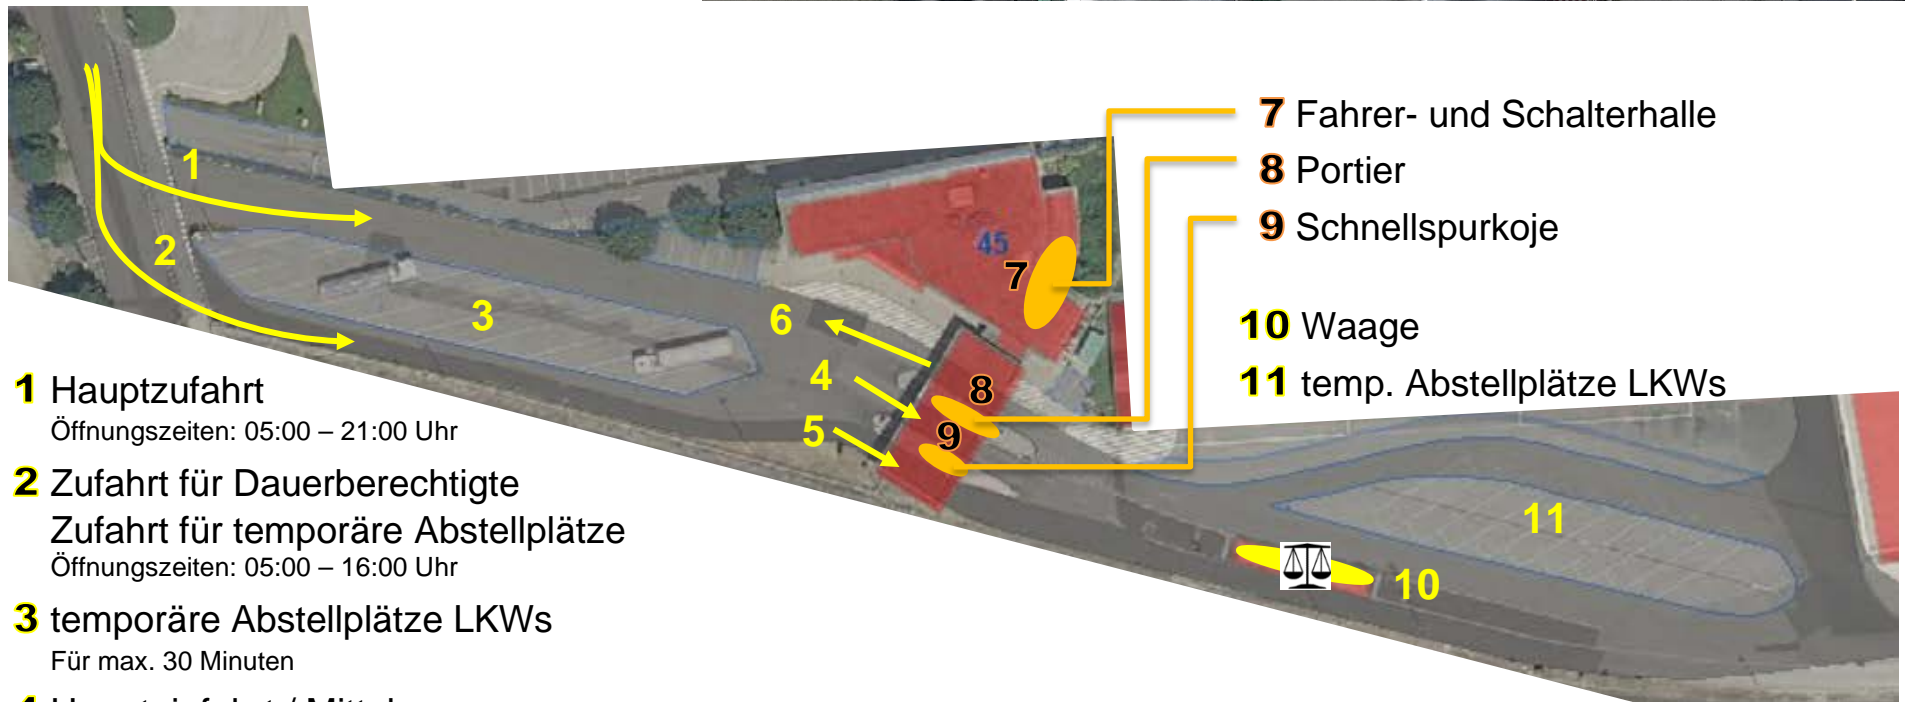 1
2
3
6
4
5
45
7
8
9
10
11
7 Fahrer- und Schalterhalle
8 Portier
9 Schnellspurkoje
10 Waage
11 temp. Abstellplätze LKWs
1 Hauptzufahrt
Öffnungszeiten: 05:00 – 21:00 Uhr
2 Zufahrt für Dauerberechtigte
Zufahrt für temporäre Abstellplätze
Öffnungszeiten: 05:00 – 16:00 Uhr
3 temporäre Abstellplätze LKWs
Für max. 30 Minuten